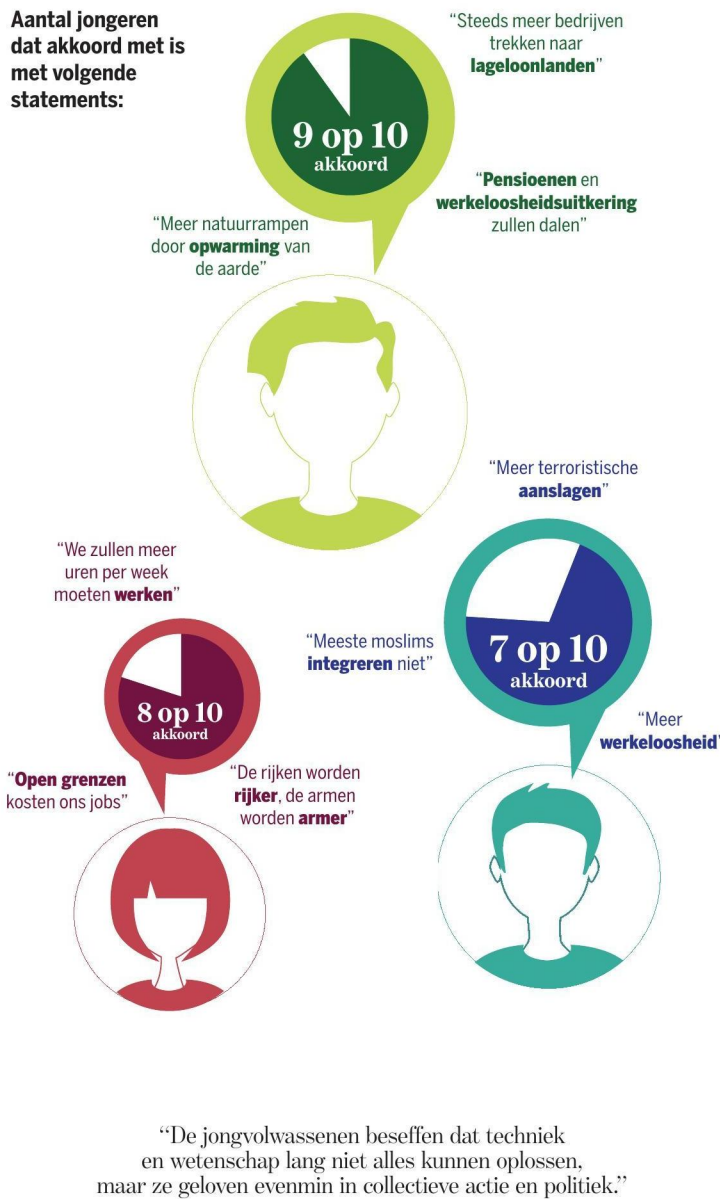 Aantal jongeren
dat akkoord met is
met volgende
statements:
“Steeds meer bedrijven
trekken naar
lageloonlanden”
9 op 10
akkoord
“Pensioenen en
werkeloosheidsuitkering
zullen dalen”
“Meer natuurrampen
door opwarming van
de aarde”
“Meer terroristische
aanslagen”
“We zullen meer
uren per week
moeten werken”
“Meeste moslims
integreren niet”
7 op 10
akkoord
8 op 10
akkoord
“Meer
werkeloosheid”
“Open grenzen
kosten ons jobs”
“De rijken worden
rijker, de armen
worden armer”
“De jongvolwassenen beseffen dat techniek
en wetenschap lang niet alles kunnen oplossen,
maar ze geloven evenmin in collectieve actie en politiek.”